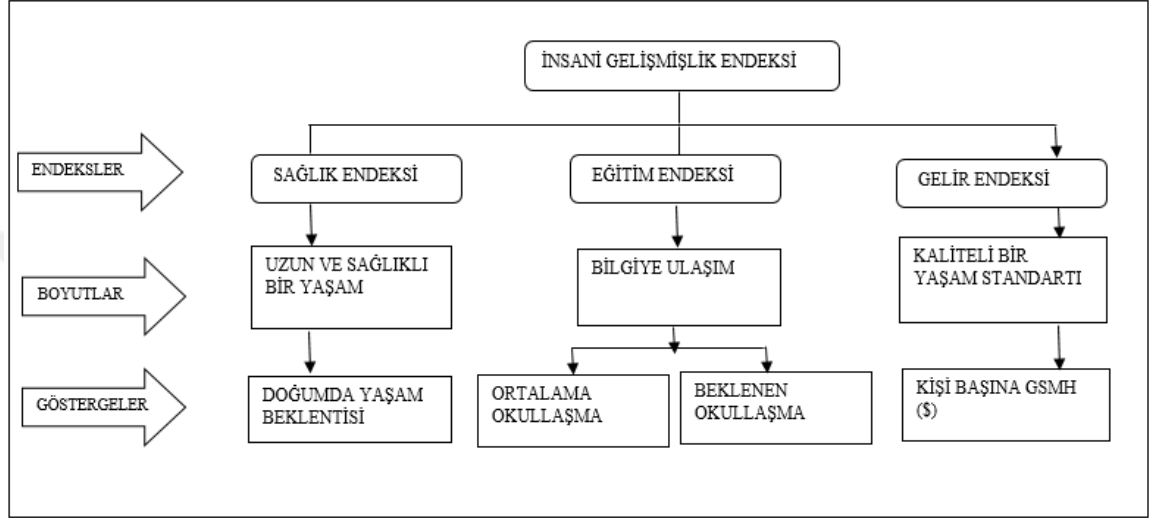 İNSANİ GELİŞMİŞLİK ENDEKSİ
ENDEKSLER
SAĞLIK ENDEKSİ
EĞİTİM ENDEKSİ
GELİR ENDEKSİ
BOYUTLAR
UZUN VE SAĞLIKLI
BİR YAŞAM
BİLGİYE ULAŞIM
KALİTELİ BİR
YAŞAM STANDARTI
GÖSTERGELER
DOĞUMDA YAŞAM
BEKLENTİSİ
ORTALAMA
OKULLAŞMA
BEKLENEN
OKULLAŞMA
KİŞİ BAŞINA GSMH
($)